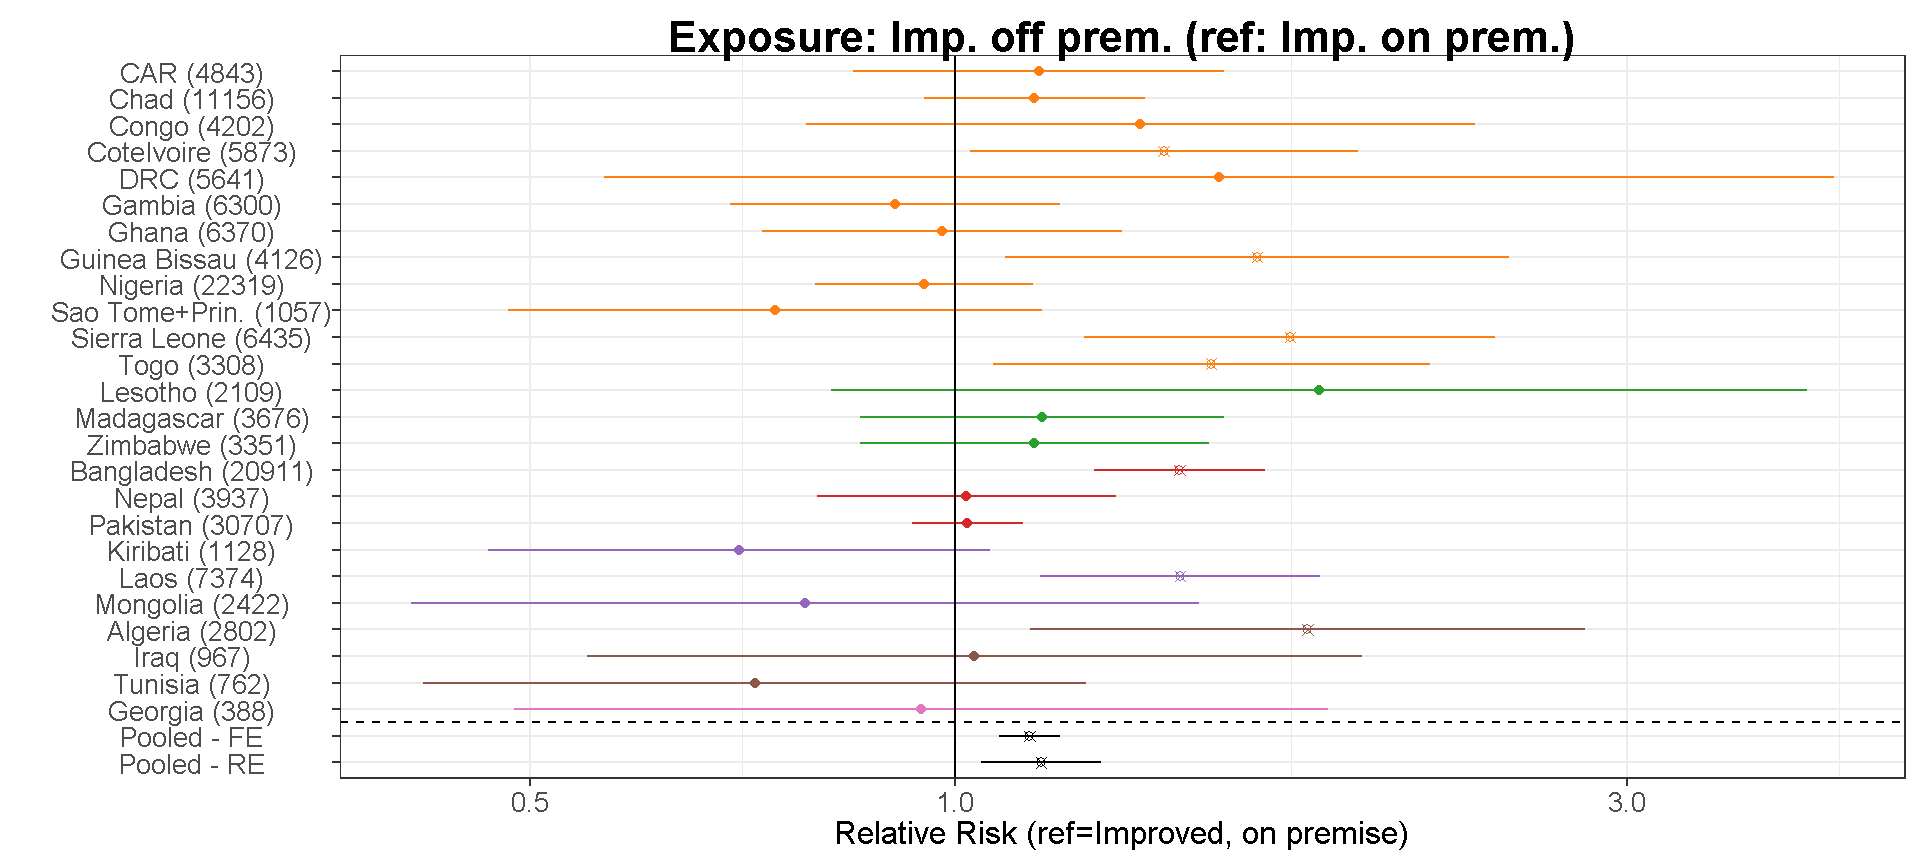 Exposure: Imp. off prem. (ref: Imp. on prem.)
CAR (4843)
Chad (11156)
Congo (4202)
CoteIvoire (5873)
DRC (5641)
Gambia (6300)
Ghana (6370)
Guinea Bissau (4126)
Nigeria (22319)
Sao Tome+Prin. (1057)
Sierra Leone (6435)
Togo (3308)
Lesotho (2109)
Madagascar (3676)
Zimbabwe (3351)
Bangladesh (20911)
Nepal (3937)
Pakistan (30707)
Kiribati (1128)
Laos (7374)
Mongolia (2422)
Algeria (2802)
Iraq (967)
Tunisia (762)
Georgia (388)
Pooled - FE
Pooled - RE
0.5 1.0 3.0
Relative Risk (ref=Improved, on premise)